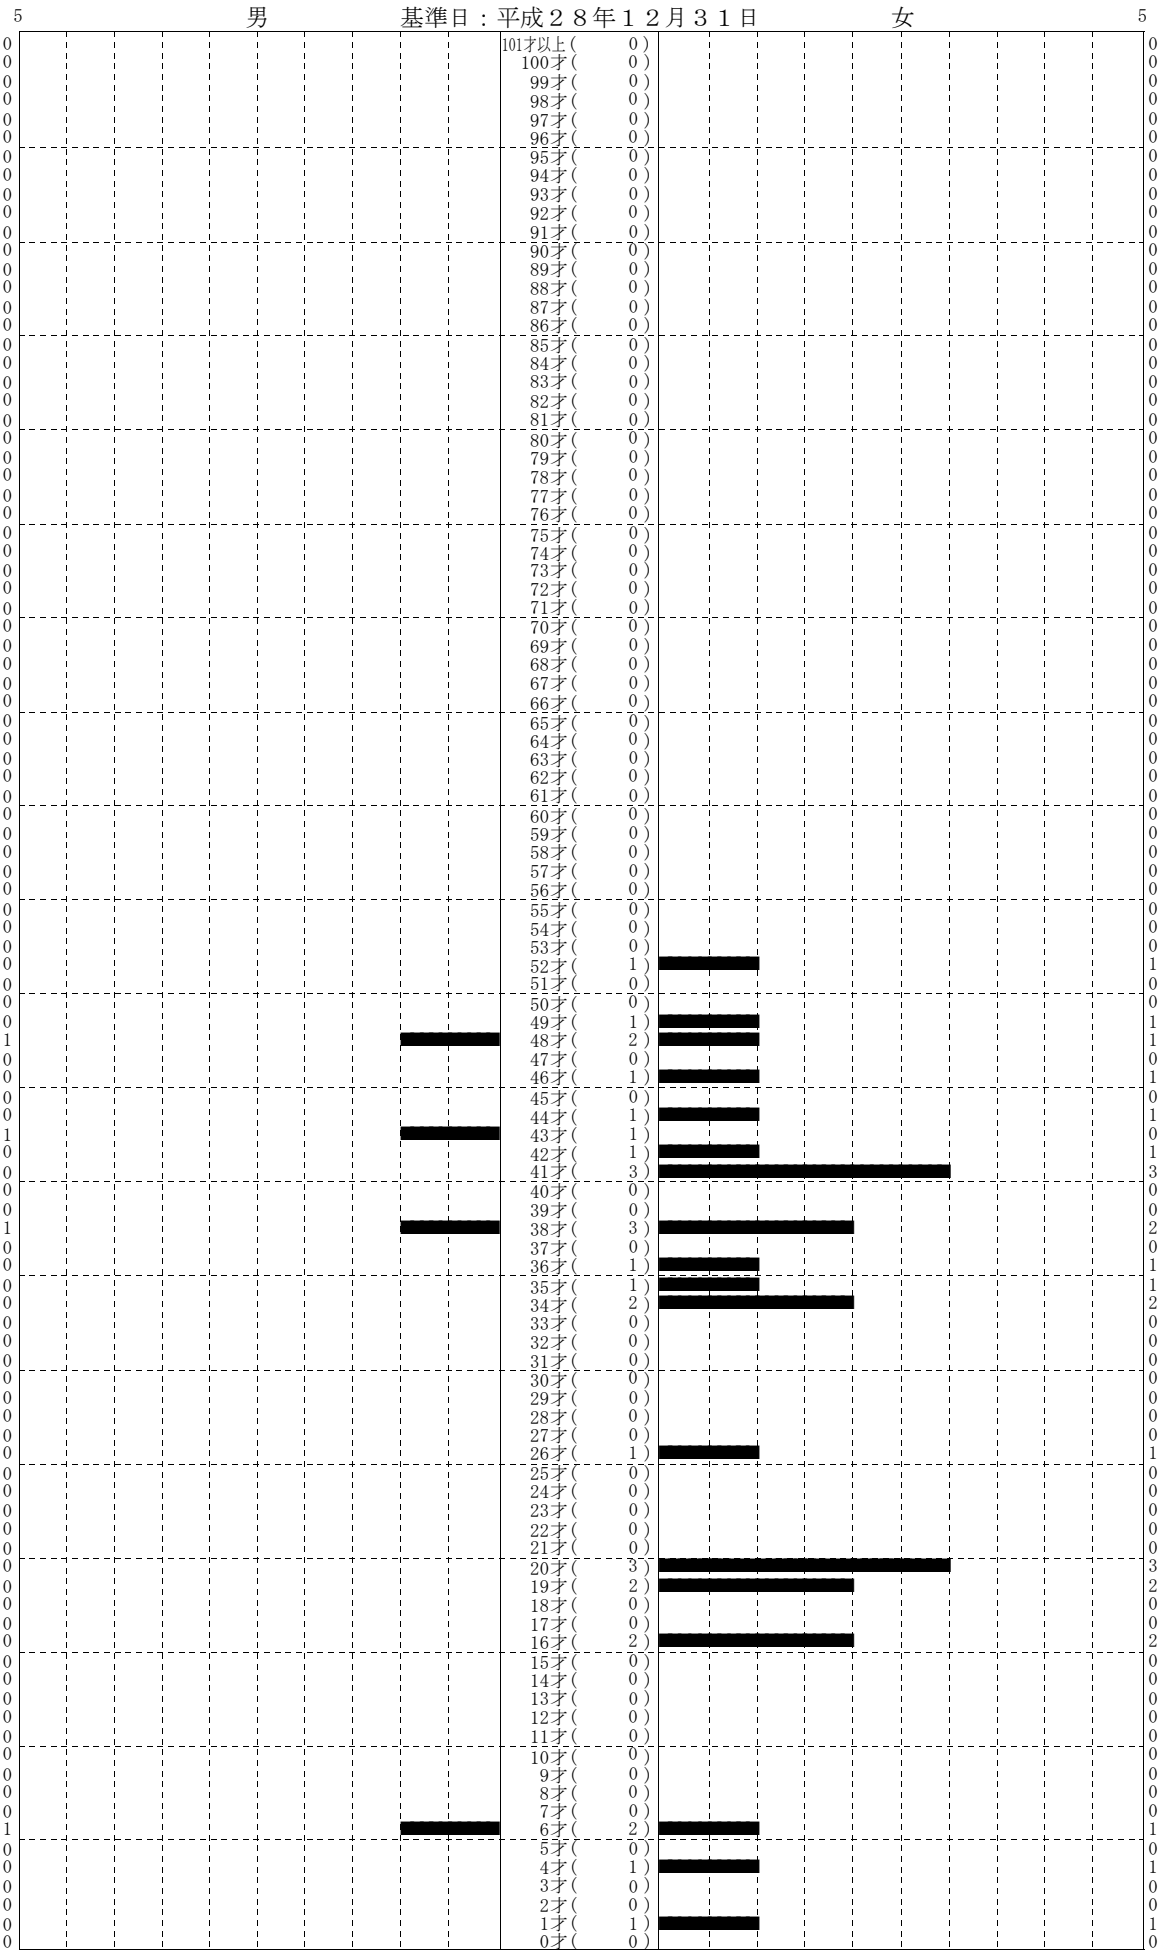 5 男 基準日：平成２８年１２月３１日 女 5
0 101才以上( 0) 0
0 100才( 0) 0
0 99才( 0) 0
0 98才( 0) 0
0 97才( 0) 0
0 96才( 0) 0
0 95才( 0) 0
0 94才( 0) 0
0 93才( 0) 0
0 92才( 0) 0
0 91才( 0) 0
0 90才( 0) 0
0 89才( 0) 0
0 88才( 0) 0
0 87才( 0) 0
0 86才( 0) 0
0 85才( 0) 0
0 84才( 0) 0
0 83才( 0) 0
0 82才( 0) 0
0 81才( 0) 0
0 80才( 0) 0
0 79才( 0) 0
0 78才( 0) 0
0 77才( 0) 0
0 76才( 0) 0
0 75才( 0) 0
0 74才( 0) 0
0 73才( 0) 0
0 72才( 0) 0
0 71才( 0) 0
0 70才( 0) 0
0 69才( 0) 0
0 68才( 0) 0
0 67才( 0) 0
0 66才( 0) 0
0 65才( 0) 0
0 64才( 0) 0
0 63才( 0) 0
0 62才( 0) 0
0 61才( 0) 0
0 60才( 0) 0
0 59才( 0) 0
0 58才( 0) 0
0 57才( 0) 0
0 56才( 0) 0
0 55才( 0) 0
0 54才( 0) 0
0 53才( 0) 0
0 52才( 1) 1
0 51才( 0) 0
0 50才( 0) 0
0 49才( 1) 1
1 48才( 2) 1
0 47才( 0) 0
0 46才( 1) 1
0 45才( 0) 0
0 44才( 1) 1
1 43才( 1) 0
0 42才( 1) 1
0 41才( 3) 3
0 40才( 0) 0
0 39才( 0) 0
1 38才( 3) 2
0 37才( 0) 0
0 36才( 1) 1
0 35才( 1) 1
0 34才( 2) 2
0 33才( 0) 0
0 32才( 0) 0
0 31才( 0) 0
0 30才( 0) 0
0 29才( 0) 0
0 28才( 0) 0
0 27才( 0) 0
0 26才( 1) 1
0 25才( 0) 0
0 24才( 0) 0
0 23才( 0) 0
0 22才( 0) 0
0 21才( 0) 0
0 20才( 3) 3
0 19才( 2) 2
0 18才( 0) 0
0 17才( 0) 0
0 16才( 2) 2
0 15才( 0) 0
0 14才( 0) 0
0 13才( 0) 0
0 12才( 0) 0
0 11才( 0) 0
0 10才( 0) 0
0 9才( 0) 0
0 8才( 0) 0
0 7才( 0) 0
1 6才( 2) 1
0 5才( 0) 0
0 4才( 1) 1
0 3才( 0) 0
0 2才( 0) 0
0 1才( 1) 1
0 0才( 0) 0